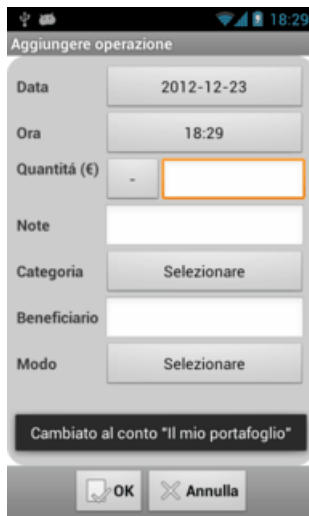 18:29
Aggiungere operazione
Data 2012-12-23
Ora 18:29
Quantitá (€) -
Note
Categoria Selezionare
Beneficiario
Modo Selezionare
Cambiato al conto "Il mio portafoglio"
OK Annulla